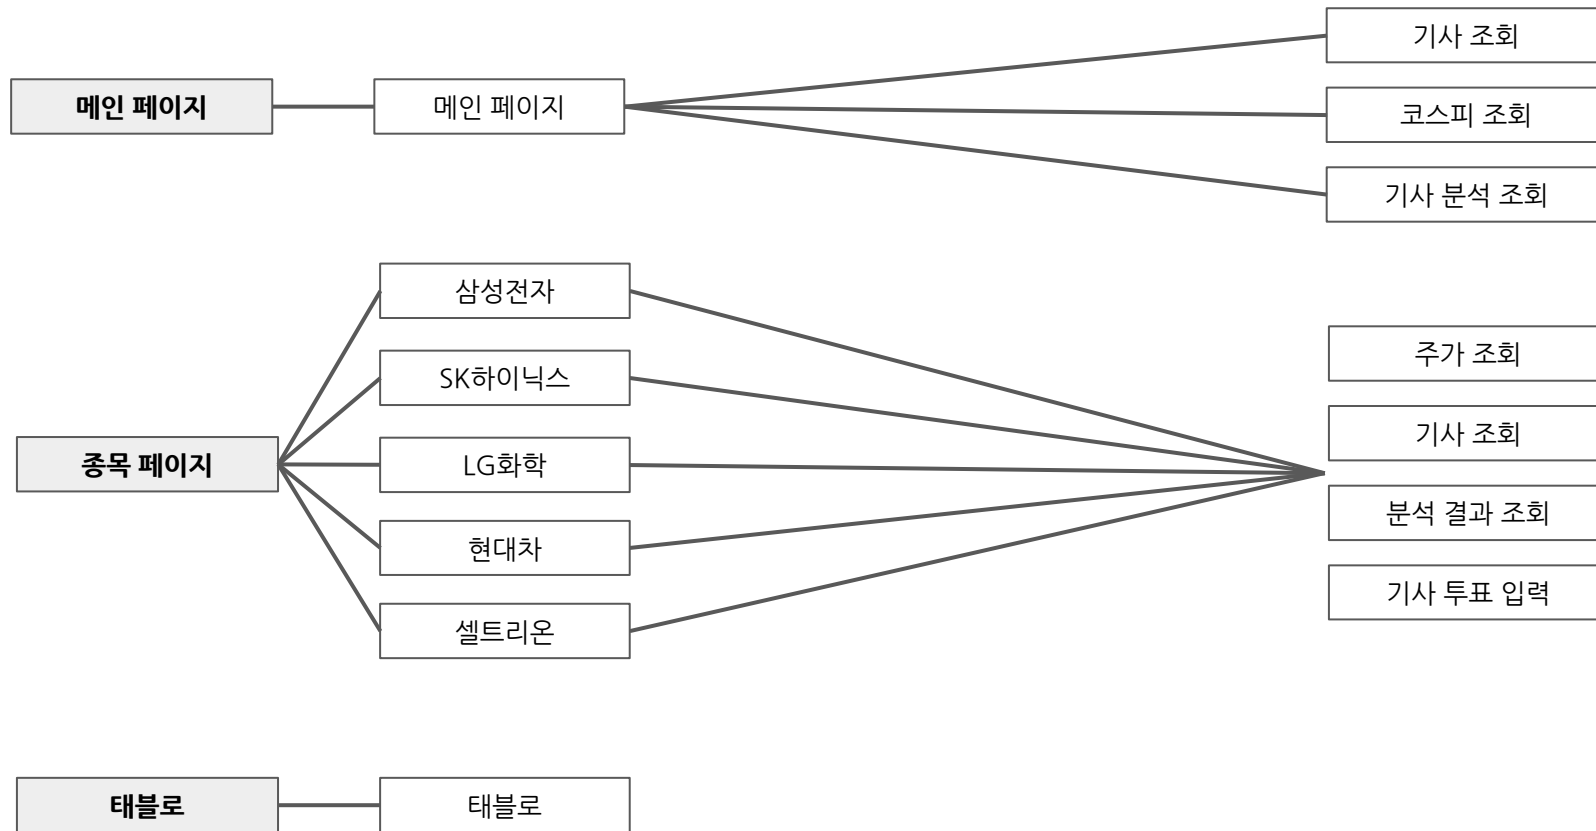 메인 페이지
메인 페이지
기사 조회
코스피 조회
기사 분석 조회
종목 페이지
삼성전자
SK하이닉스
LG화학
현대차
셀트리온
주가 조회
기사 조회
분석 결과 조회
기사 투표 입력
태블로
태블로